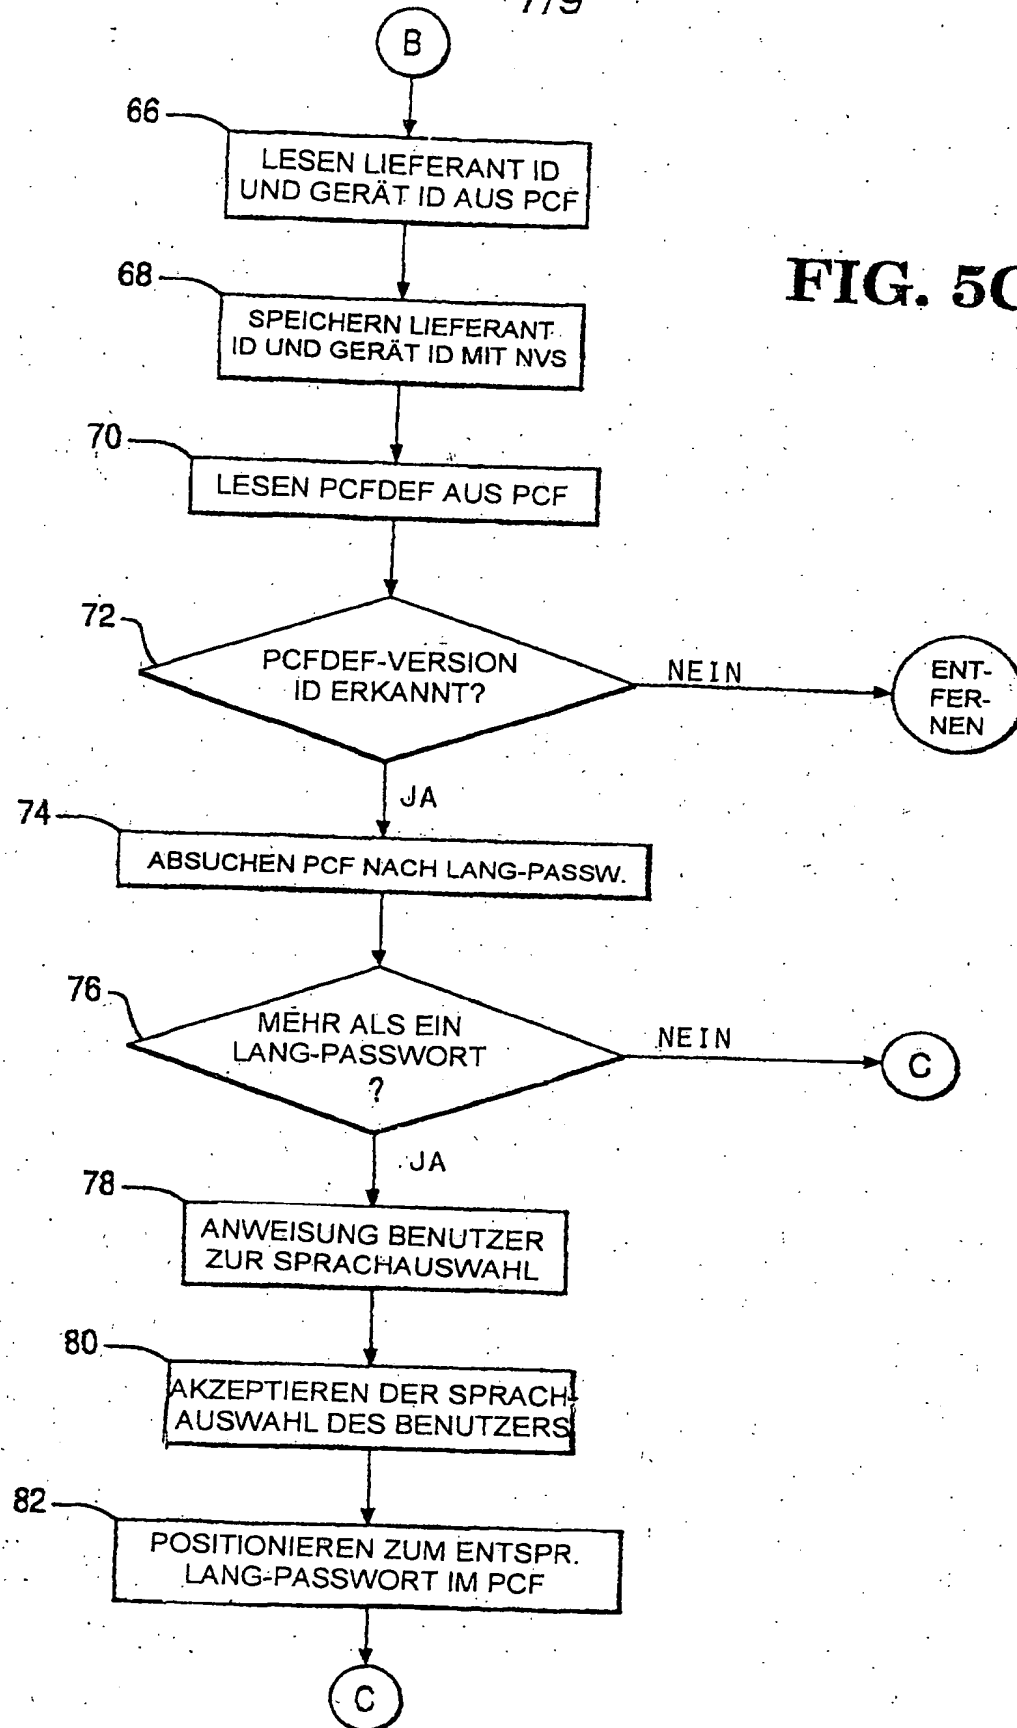 7/9
B
66
LESEN LIEFERANT ID
UND GERÄT ID AUS PCF
68
SPEICHERN LIEFERANT
ID UND GERÄT ID MIT NVS
FIG. 5C
70
LESEN PCFDEF AUS PCF
72
PCFDEF-VERSION
ID ERKANNT?
NEIN
ENT-
FER-
NEN
JA
74
ABSUCHEN PCF NACH LANG-PASSW.
76
MEHR ALS EIN
LANG-PASSWORT
?
NEIN
C
JA
78
ANWEISUNG BENUTZER
ZUR SPRACHAUSWAHL
80
AKZEPTIEREN DER SPRACH-
AUSWAHL DES BENUTZERS
82
POSITIONIEREN ZUM ENTSPR.
LANG-PASSWORT IM PCF
C